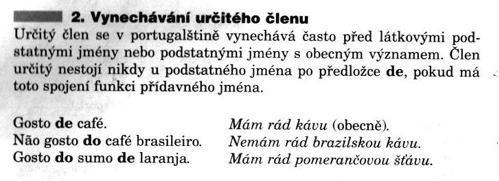 2. Vynechávání určitého členu
Určitý člen se v portugalštině vynechává často před látkovými pod-
statnými jmény nebo podstatnými jmény s obecným významem. Člen
určitý nestojí nikdy u podstatného jména po předložce de, pokud má
toto spojení funkci přídavného jména.
Gosto de café. Mám rád kávu (obecně).
Não gosto do café brasileiro. Nemám rád brazilskou kávu.
Gosto do sumo de laranja. Mám rád pomerančovou šťávu.